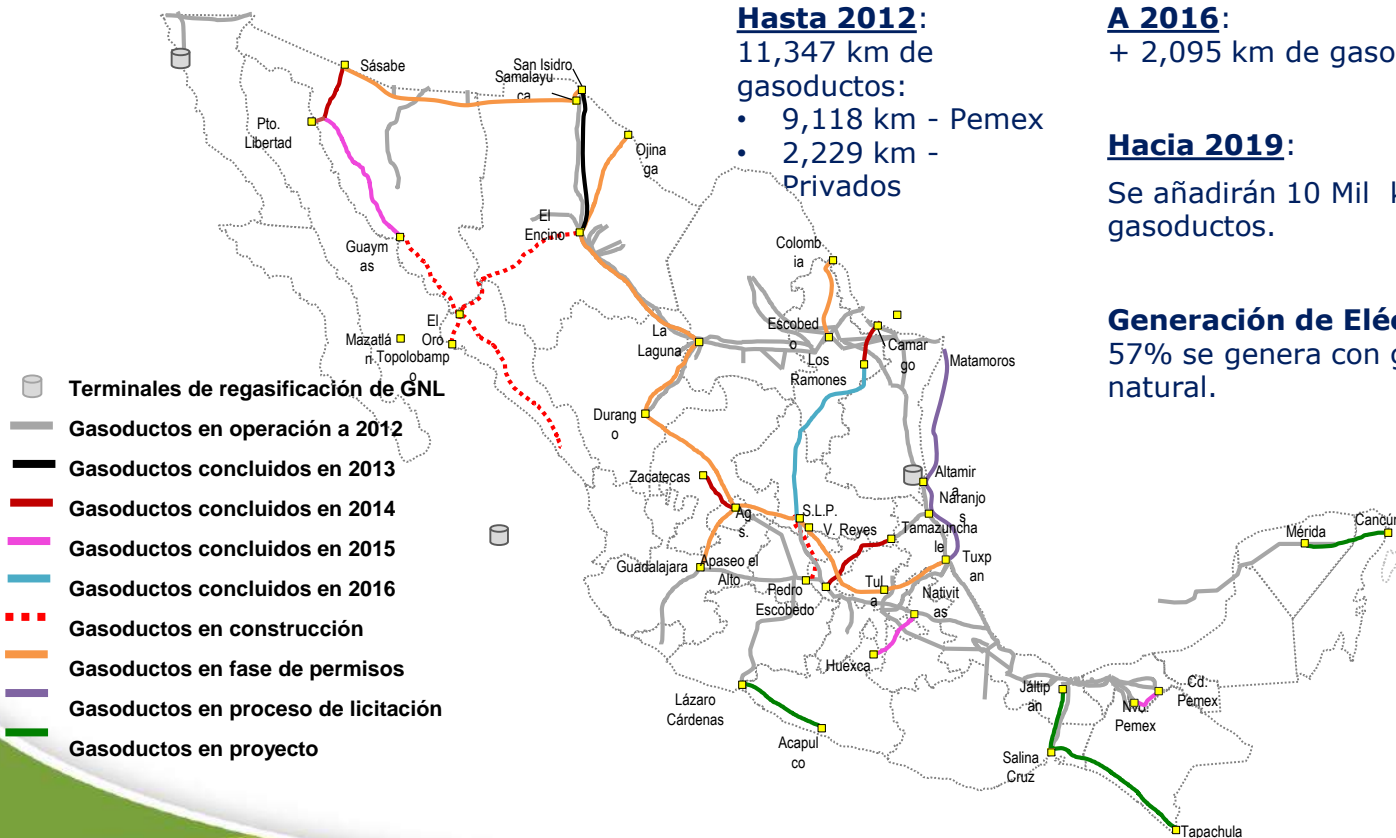 Hasta 2012:
11,347 km de
gasoductos:
• 9,118 km - Pemex
• 2,229 km -
Privados
A 2016:
+ 2,095 km de gaso
Hacia 2019:
Se añadirán 10 Mil k
gasoductos.
Generación de Eléc
57% se genera con g
natural.
Sásabe
San Isidro
Samalayu
ca
Pto.
Libertad
Ojina
ga
El
Encino
Guaym
as
Colomb
ia
El
Oró
Mazatlá
n
Topolobamp
o
La
Laguna
Escobed
o
Los
Ramones
Camar
go
Matamoros
Durang
o
Zacatecas
Ag
s.
S.L.P.
V. Reyes
Altamir
a
Naranjo
s
Tamazuncha
le
Tuxp
an
Guadalajara
Apaseo el
Alto
Pedro
Escobedo
Tul
a
Nativit
as
Huexca
Lázaro
Cárdenas
Acapul
co
Jáltip
án
Nvo.
Pemex
Cd.
Pemex
Salina
Cruz
Tapachula
Mérida
Cancún
Terminales de regasificación de GNL
Gasoductos en operación a 2012
Gasoductos concluidos en 2013
Gasoductos concluidos en 2014
Gasoductos concluidos en 2015
Gasoductos concluidos en 2016
Gasoductos en construcción
Gasoductos en fase de permisos
Gasoductos en proceso de licitación
Gasoductos en proyecto